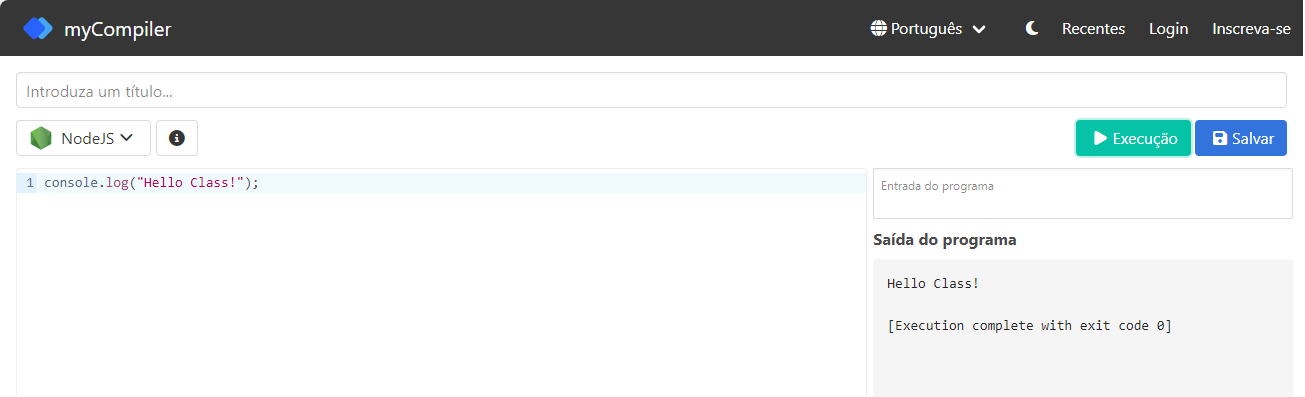 myCompiler
Português
Recentes
Login
Inscreva-se
Introduza um título...
NodeJS
Execução
Salvar
1 console.log("Hello Class!");
Entrada do programa
Saída do programa
Hello Class!
[Execution complete with exit code 0]